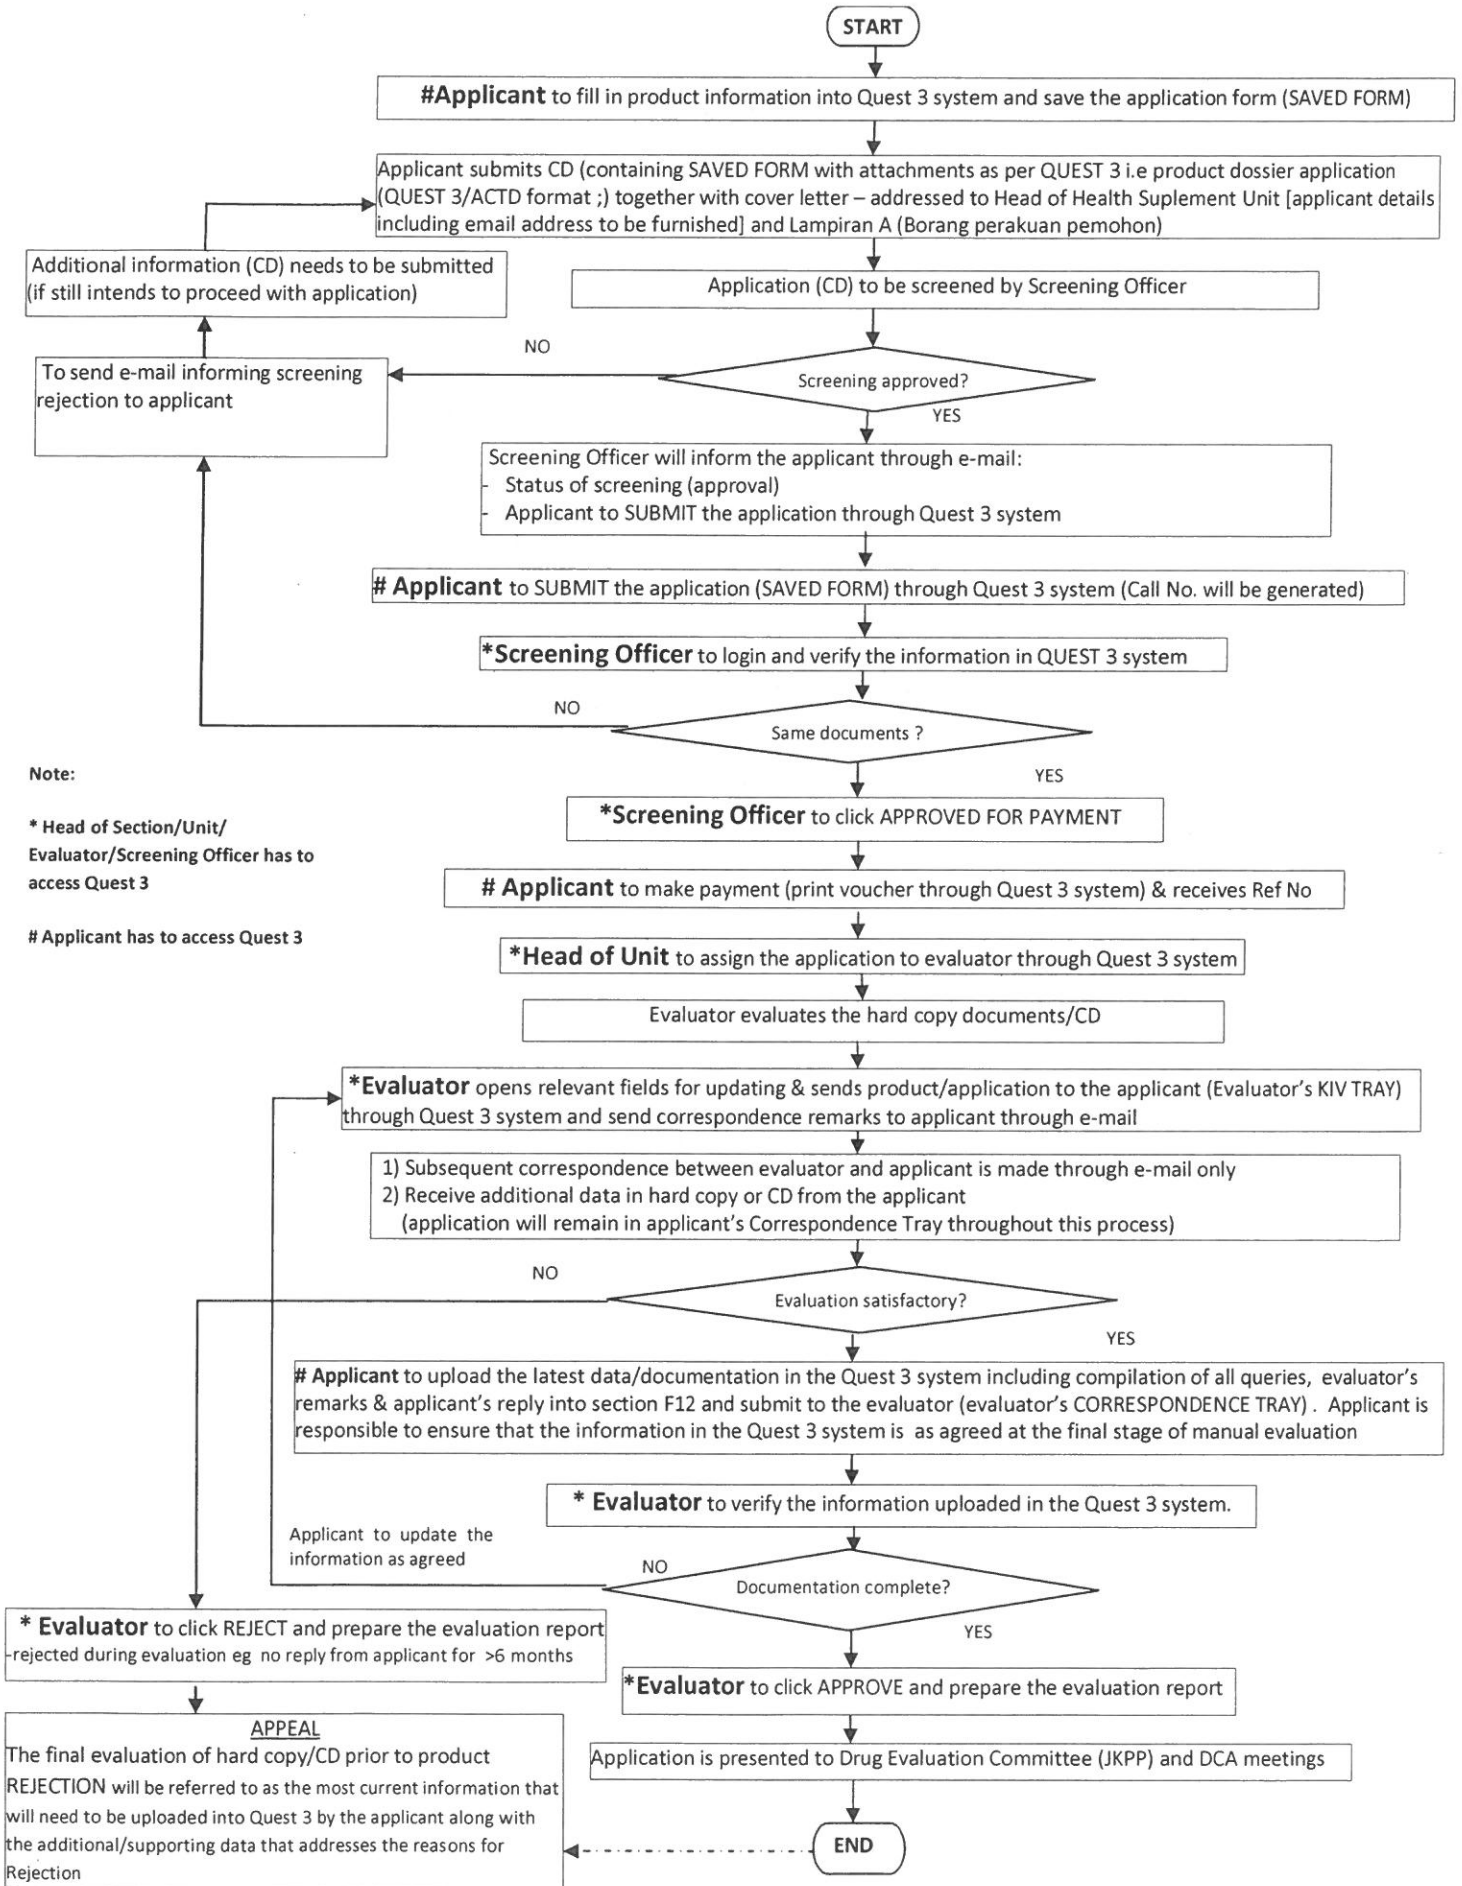 START
#Applicant to fill in product information into Quest 3 system and save the application form (SAVED FORM)
Applicant submits CD (containing SAVED FORM with attachments as per QUEST 3 i.e product dossier application
(QUEST 3/ACTD format ;) together with cover letter – addressed to Head of Health Suplement Unit [applicant details
including email address to be furnished] and Lampiran A (Borang perakuan pemohon)
Additional information (CD) needs to be submitted
(if still intends to proceed with application)
Application (CD) to be screened by Screening Officer
NO
To send e-mail informing screening
rejection to applicant
Screening approved?
YES
Screening Officer will inform the applicant through e-mail:
- Status of screening (approval)
- Applicant to SUBMIT the application through Quest 3 system
# Applicant to SUBMIT the application (SAVED FORM) through Quest 3 system (Call No. will be generated)
*Screening Officer to login and verify the information in QUEST 3 system
NO
Same documents ?
YES
Note:
* Head of Section/Unit/
Evaluator/Screening Officer has to
access Quest 3
# Applicant has to access Quest 3
*Screening Officer to click APPROVED FOR PAYMENT
# Applicant to make payment (print voucher through Quest 3 system) & receives Ref No
*Head of Unit to assign the application to evaluator through Quest 3 system
Evaluator evaluates the hard copy documents/CD
*Evaluator opens relevant fields for updating & sends product/application to the applicant (Evaluator's KIV TRAY)
through Quest 3 system and send correspondence remarks to applicant through e-mail
1) Subsequent correspondence between evaluator and applicant is made through e-mail only
2) Receive additional data in hard copy or CD from the applicant
(application will remain in applicant's Correspondence Tray throughout this process)
NO
Evaluation satisfactory?
YES
# Applicant to upload the latest data/documentation in the Quest 3 system including compilation of all queries, evaluator's
remarks & applicant's reply into section F12 and submit to the evaluator (evaluator's CORRESPONDENCE TRAY) . Applicant is
responsible to ensure that the information in the Quest 3 system is as agreed at the final stage of manual evaluation
* Evaluator to verify the information uploaded in the Quest 3 system.
Applicant to update the
information as agreed
NO
Documentation complete?
YES
* Evaluator to click REJECT and prepare the evaluation report
-rejected during evaluation eg no reply from applicant for >6 months
*Evaluator to click APPROVE and prepare the evaluation report
APPEAL
The final evaluation of hard copy/CD prior to product
REJECTION will be referred to as the most current information that
will need to be uploaded into Quest 3 by the applicant along with
the additional/supporting data that addresses the reasons for
Rejection
Application is presented to Drug Evaluation Committee (JKPP) and DCA meetings
END